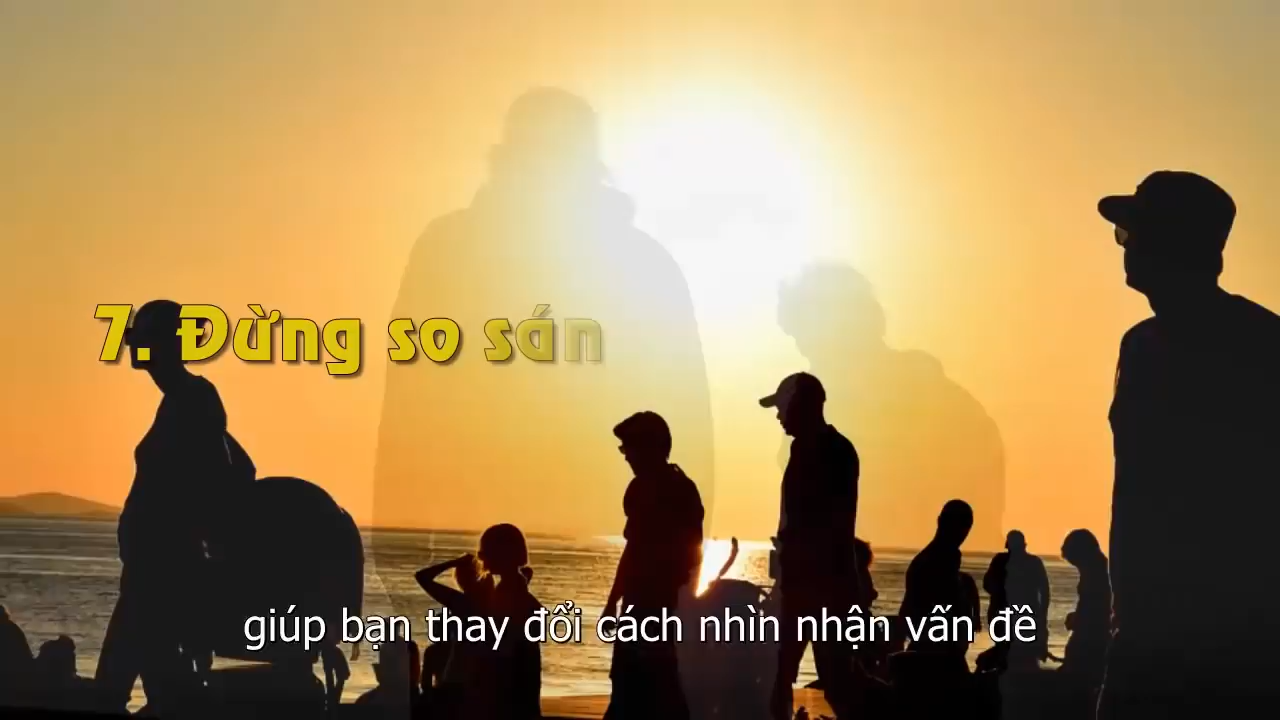 7. Đừng so sán
giúp bạn thay đổi cách nhìn nhận vấn đề